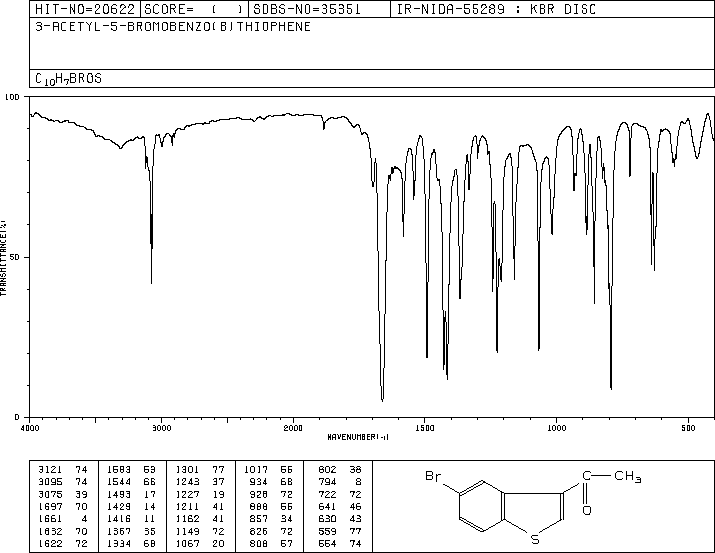 HIT-NO=20622 SCORE= ( ) SDBS-NO=35351 IR-NIDA-55289 : KBR DISC
3-ACETYL-5-BROMOBENZO(B)THIOPHENE
C10H7BROS
100
50
0
TRANSMITTANCE(%)
4000 3000 2000 1500 1000 500
WAVENUMBER(-1)
3121 74 1583 53 1301 77 1017 55 802 38
3095 74 1544 66 1243 37 934 68 794 8
3075 39 1493 17 1227 19 928 72 722 72
1697 70 1429 14 1211 41 888 55 641 46
1661 4 1416 11 1162 41 857 34 630 43
1632 70 1367 35 1149 72 825 72 559 77
1622 72 1334 68 1067 20 808 57 554 74
Br
C—CH3
O
S